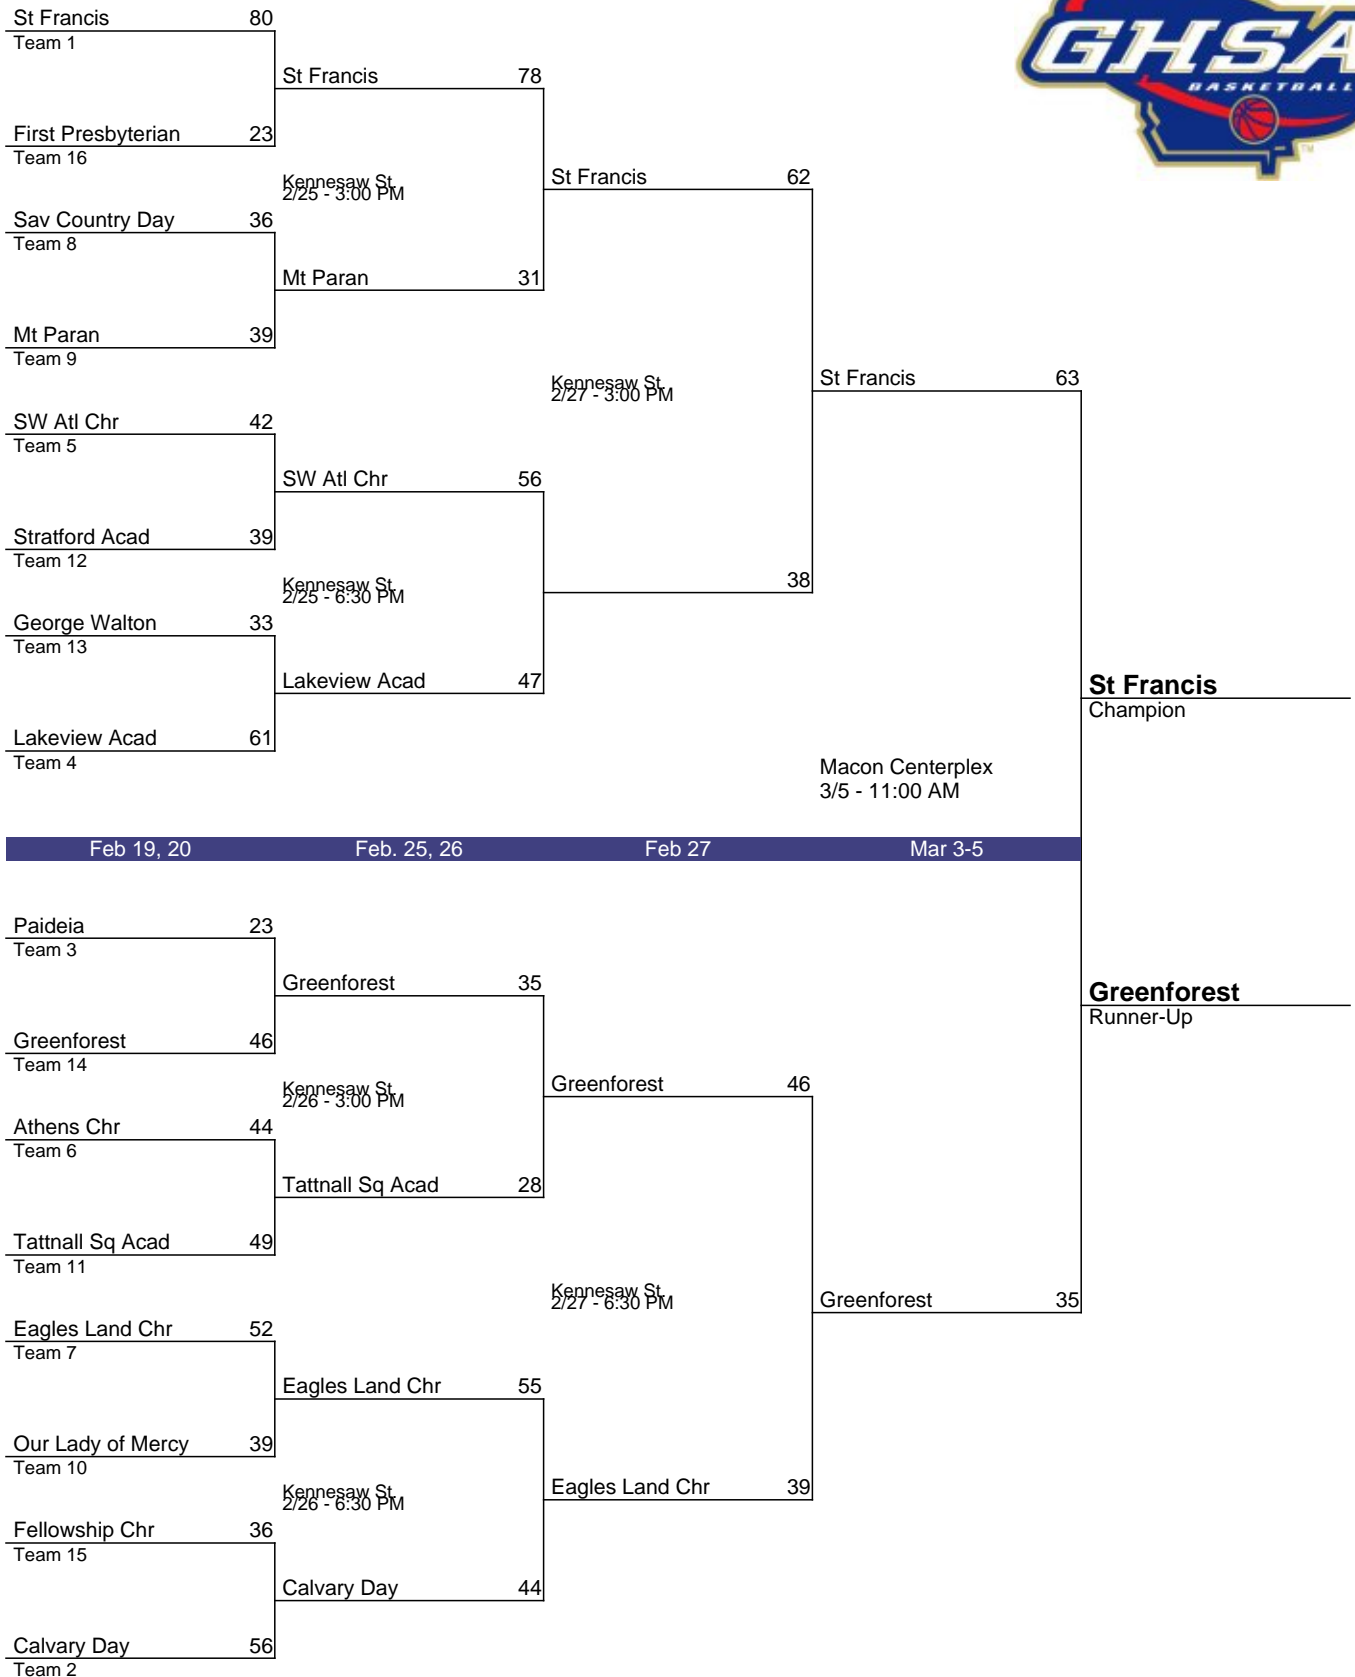 GHSA
BASKETBALL
TM
St Francis 80
Team 1
St Francis 78
First Presbyterian 23
Team 16
Kennesaw St.
2/25 - 3:00 PM
St Francis 62
Sav Country Day 36
Team 8
Mt Paran 31
Mt Paran 39
Team 9
Kennesaw St.
2/27 - 3:00 PM
St Francis 63
SW Atl Chr 42
Team 5
SW Atl Chr 56
Stratford Acad 39
Team 12
Kennesaw St.
2/25 - 6:30 PM
38
George Walton 33
Team 13
Lakeview Acad 47
St Francis
Champion
Lakeview Acad 61
Team 4
Macon Centerplex
3/5 - 11:00 AM
Feb 19, 20 Feb. 25, 26 Feb 27 Mar 3-5
Paideia 23
Team 3
Greenforest 35
Greenforest
Runner-Up
Greenforest 46
Team 14
Kennesaw St.
2/26 - 3:00 PM
Greenforest 46
Athens Chr 44
Team 6
Tattnall Sq Acad 28
Tattnall Sq Acad 49
Team 11
Kennesaw St.
2/27 - 6:30 PM
Greenforest 35
Eagles Land Chr 52
Team 7
Eagles Land Chr 55
Our Lady of Mercy 39
Team 10
Kennesaw St.
2/26 - 6:30 PM
Eagles Land Chr 39
Fellowship Chr 36
Team 15
Calvary Day 44
Calvary Day 56
Team 2